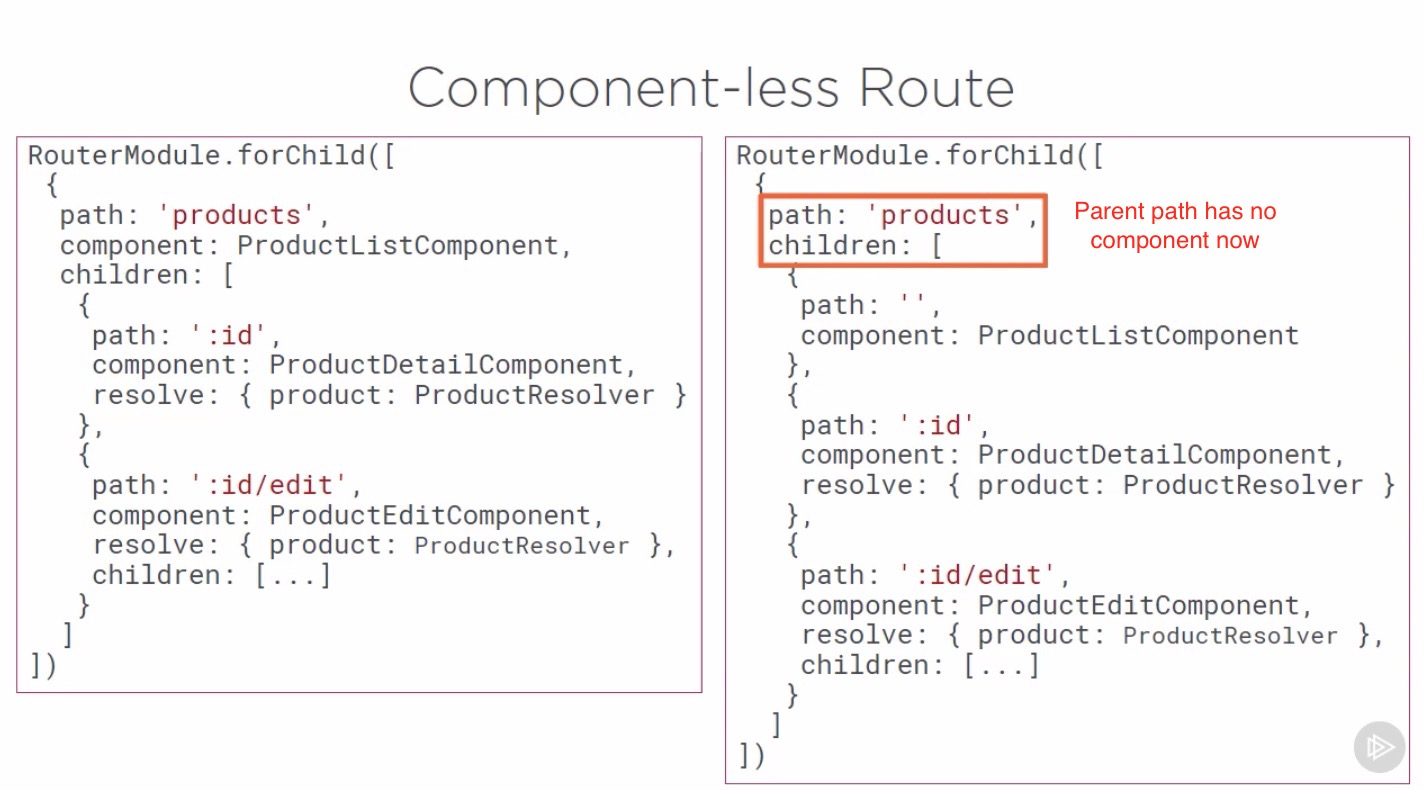 Component-less Route
RouterModule.forChild([
{
path: 'products',
component: ProductListComponent,
children: [
{
path: ':id',
component: ProductDetailComponent,
resolve: { product: ProductResolver }
},
{
path: ':id/edit',
component: ProductEditComponent,
resolve: { product: ProductResolver },
children: [...]
}
]
])
RouterModule.forChild([
{
path: 'products',
children: [
Parent path has no
component now
{
path: '',
component: ProductListComponent
},
{
path: ':id',
component: ProductDetailComponent,
resolve: { product: ProductResolver }
},
{
path: ':id/edit',
component: ProductEditComponent,
resolve: { product: ProductResolver },
children: [...]
}
]
])